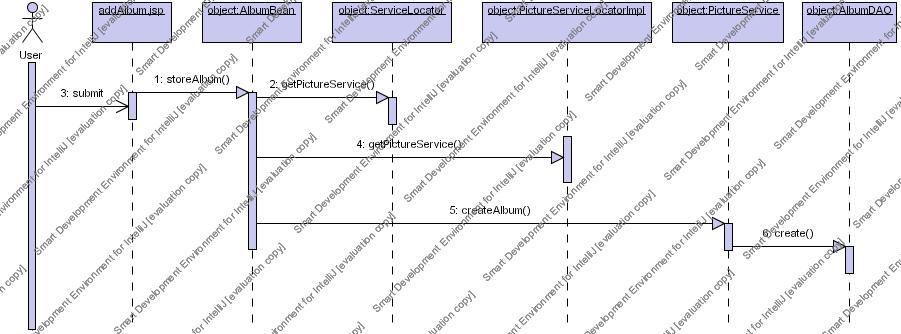 addAlbum.jsp
object:AlbumBean
object:ServiceLocator
object:PictureServiceLocatorImpl
object:PictureService
object:AlbumDAO
User
1: storeAlbum()
2: getPictureService()
3: submit
4: getPictureService()
5: createAlbum()
6: create()
Smart Development Environment for IntelliJ [evaluation copy]